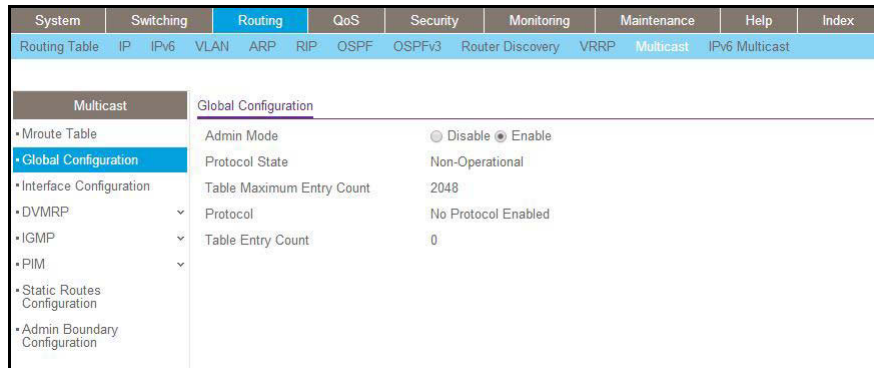 System Switching Routing QoS Security Monitoring Maintenance Help Index
Routing Table IP IPv6 VLAN ARP RIP OSPF OSPFv3 Router Discovery VRRP Multicast IPv6 Multicast
Multicast
Mroute Table
Global Configuration
Interface Configuration
DVMRP
IGMP
PIM
Static Routes
Configuration
Admin Boundary
Configuration
Global Configuration
Admin Mode Disable Enable
Protocol State Non-Operational
Table Maximum Entry Count 2048
Protocol No Protocol Enabled
Table Entry Count 0